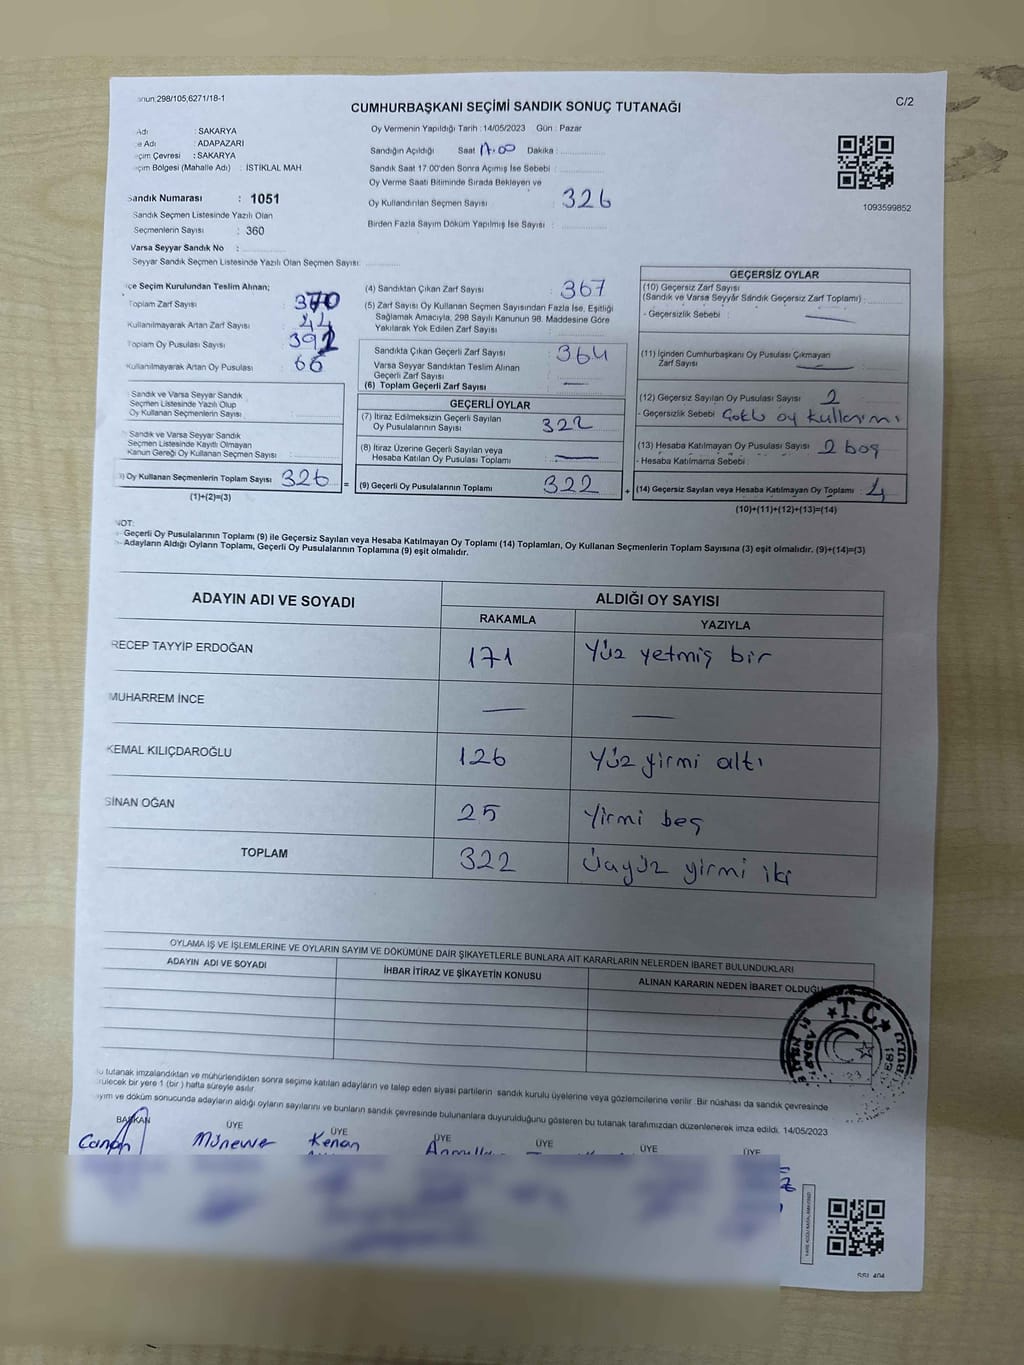 anun,298/105,6271/18-1
C/2
CUMHURBAŞKANI SEÇİMİ SANDIK SONUÇ TUTANAĞI
Adı : SAKARYA
e Adı : ADAPAZARI
çim Çevresi : SAKARYA
çim Bölgesi (Mahalle Adı) : İSTİKLAL MAH
Sandık Numarası : 1051
Sandık Seçmen Listesinde Yazılı Olan
Seçmenlerin Sayısı : 360
Varsa Seyyar Sandık No :
Seyyar Sandık Seçmen Listesinde Yazılı Olan Seçmen Sayısı:
Oy Vermenin Yapıldığı Tarih : 14/05/2023 Gün : Pazar
Sandığın Açıldığı Saat 17.00 Dakika :
Sandık Saat 17:00'den Sonra Açımış İse Sebebi :
Oy Verme Saati Bitiminde Sırada Bekleyen ve
Oy Kullandırılan Seçmen Sayısı : 326
Birden Fazla Sayım Döküm Yapılmış İse Sayısı :
1093599852
çe Seçim Kurulundan Teslim Alınan;
Toplam Zarf Sayısı : 370
Kullanılmayarak Artan Zarf Sayısı : 44
Toplam Oy Pusulası Sayısı : 392
Kullanılmayarak Artan Oy Pusulası : 66
Sandık ve Varsa Seyyar Sandık
Seçmen Listesinde Yazılı Olup
Oy Kullanan Seçmenlerin Sayısı :
Sandık ve Varsa Seyyar Sandık
Seçmen Listesinde Kayıtlı Olmayan
Kanun Gereği Oy Kullanan Seçmen Sayısı :
) Oy Kullanan Seçmenlerin Toplam Sayısı : 326
(1)+(2)=(3)
(4) Sandıktan Çıkan Zarf Sayısı : 367
(5) Zarf Sayısı Oy Kullanan Seçmen Sayısından Fazla İse, Eşitliği
Sağlamak Amacıyla, 298 Sayılı Kanunun 98. Maddesine Göre
Yakılarak Yok Edilen Zarf Sayısı :
Sandıkta Çıkan Geçerli Zarf Sayısı : 364
Varsa Seyyar Sandıktan Teslim Alınan
Geçerli Zarf Sayısı :
(6) Toplam Geçerli Zarf Sayısı : —
GEÇERLİ OYLAR
(7) İtiraz Edilmeksizin Geçerli Sayılan
Oy Pusulalarının Sayısı : 322
(8) İtiraz Üzerine Geçerli Sayılan veya
Hesaba Katılan Oy Pusulası Toplamı : —
= (9) Geçerli Oy Pusulalarının Toplamı : 322
GEÇERSİZ OYLAR
(10) Geçersiz Zarf Sayısı
(Sandık ve Varsa Seyyar Sandık Geçersiz Zarf Toplamı) :
- Geçersizlik Sebebi : —
(11) İçinden Cumhurbaşkanı Oy Pusulası Çıkmayan
Zarf Sayısı : —
(12) Geçersiz Sayılan Oy Pusulası Sayısı : 2
- Geçersizlik Sebebi Çoklu oy kullanımı
(13) Hesaba Katılmayan Oy Pusulası Sayısı : 2 boş
- Hesaba Katılmama Sebebi :
+ (14) Geçersiz Sayılan veya Hesaba Katılmayan Oy Toplamı : 4
(10)+(11)+(12)+(13)=(14)
NOT:
- Geçerli Oy Pusulalarının Toplamı (9) ile Geçersiz Sayılan veya Hesaba Katılmayan Oy Toplamı (14) Toplamları, Oy Kullanan Seçmenlerin Toplam Sayısına (3) eşit olmalıdır. (9)+(14)=(3)
- Adayların Aldığı Oyların Toplamı, Geçerli Oy Pusulalarının Toplamına (9) eşit olmalıdır.
ADAYIN ADI VE SOYADI ALDIĞI OY SAYISI
RAKAMLA YAZIYLA
RECEP TAYYİP ERDOĞAN 171 Yüz yetmiş bir
MUHARREM İNCE — —
KEMAL KILIÇDAROĞLU 126 Yüz yirmi altı
SİNAN OĞAN 25 Yirmi beş
TOPLAM 322 Üçyüz yirmi iki
OYLAMA İŞ VE İŞLEMLERİNE VE OYLARIN SAYIM VE DÖKÜMÜNE DAİR ŞİKAYETLERLE BUNLARA AİT KARARLARIN NELERDEN İBARET BULUNDUKLARI
ADAYIN ADI VE SOYADI İHBAR İTİRAZ VE ŞİKAYETİN KONUSU ALINAN KARARIN NEDEN İBARET OLDUĞU
T.C.
u tutanak imzalandıktan ve mühürlendikten sonra seçime katılan adayların ve talep eden siyasi partilerin sandık kurulu üyelerine veya gözlemcilerine verilir. Bir nüshası da sandık çevresinde
rülecek bir yere 1 (bir ) hafta süreyle asılır.
yım ve döküm sonucunda adayların aldığı oyların sayılarını ve bunların sandık çevresinde bulunanlara duyurulduğunu gösteren bu tutanak tarafımızdan düzenlenerek imza edildi. 14/05/2023
BAŞKAN ÜYE ÜYE ÜYE ÜYE ÜYE
Canan Münevver Kenan